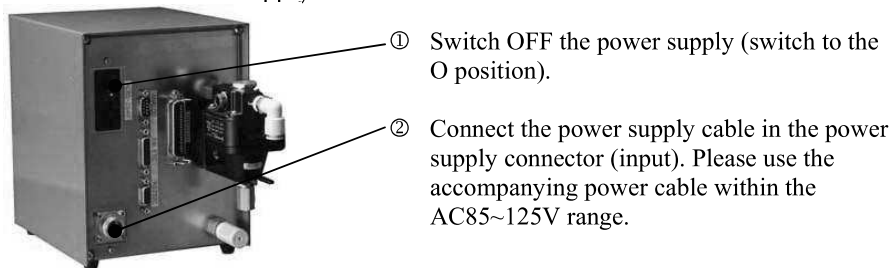 ① Switch OFF the power supply (switch to the
O position).
② Connect the power supply cable in the power
supply connector (input). Please use the
accompanying power cable within the
AC85~125V range.